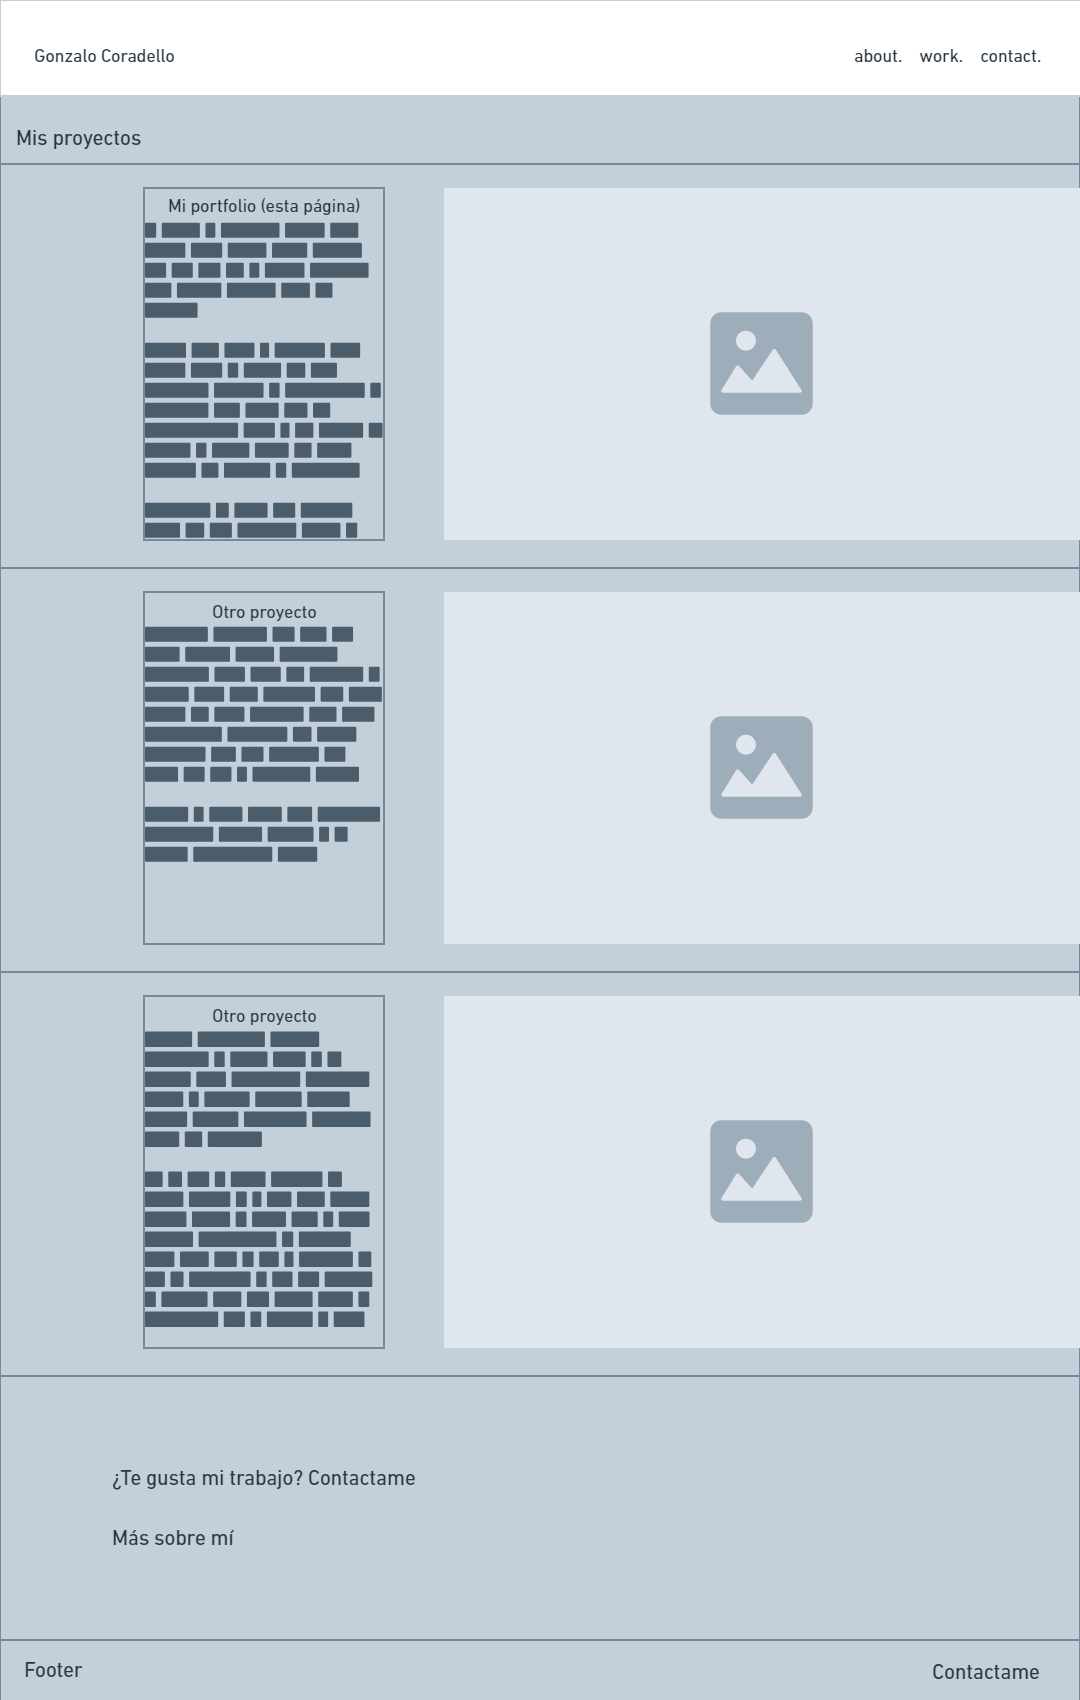 Gonzalo Coradello
about. work. contact.
Mis proyectos
Mi portfolio (esta página)
Otro proyecto
Otro proyecto
¿Te gusta mi trabajo? Contactame
Más sobre mí
Footer
Contactame